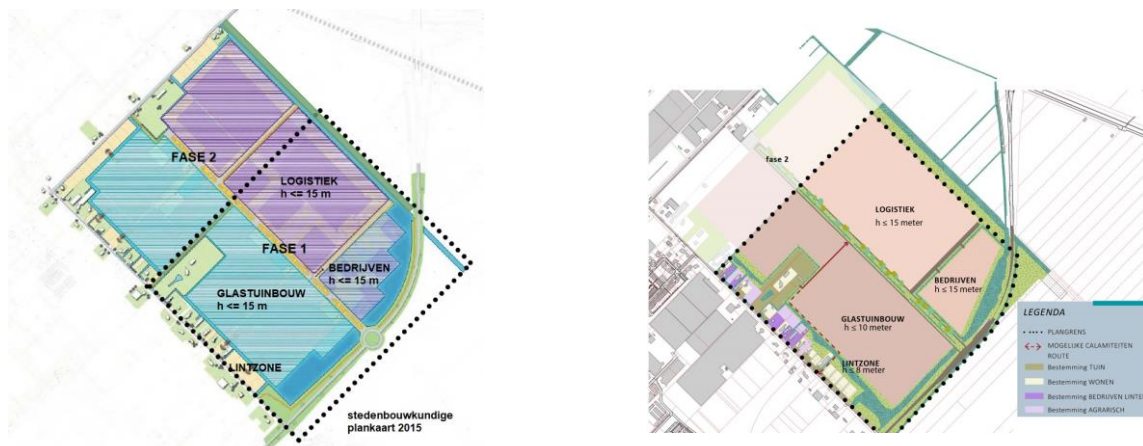 FASE 2
LOGISTIEK
h <= 15 m
FASE 1
BEDRIJVEN
h <= 15 m
GLASTUINBOUW
h <= 15 m
LINTZONE
stedenbouwkundige
plankaart 2015
fase 2
LOGISTIEK
h ≤ 15 meter
BEDRIJVEN
h ≤ 15 meter
GLASTUINBOUW
h ≤ 10 meter
LINTZONE
h ≤ 8 meter
LEGENDA
PLANGRENS
MOGELIJKE CALAMITEITEN
ROUTE
Bestemming TUIN
Bestemming WONEN
Bestemming BEDRIJVEN LINTEN
Bestemming AGRARISCH